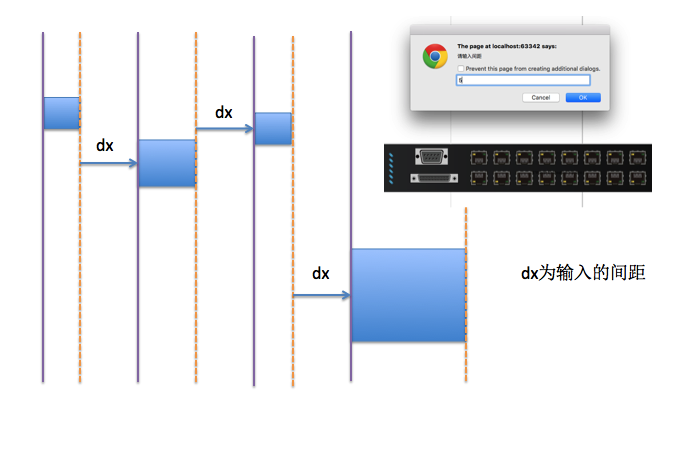 The page at localhost:63342 says:
请输入间距
Prevent this page from creating additional dialogs.
5
Cancel
OK
dx
dx
dx
dx为输入的间距